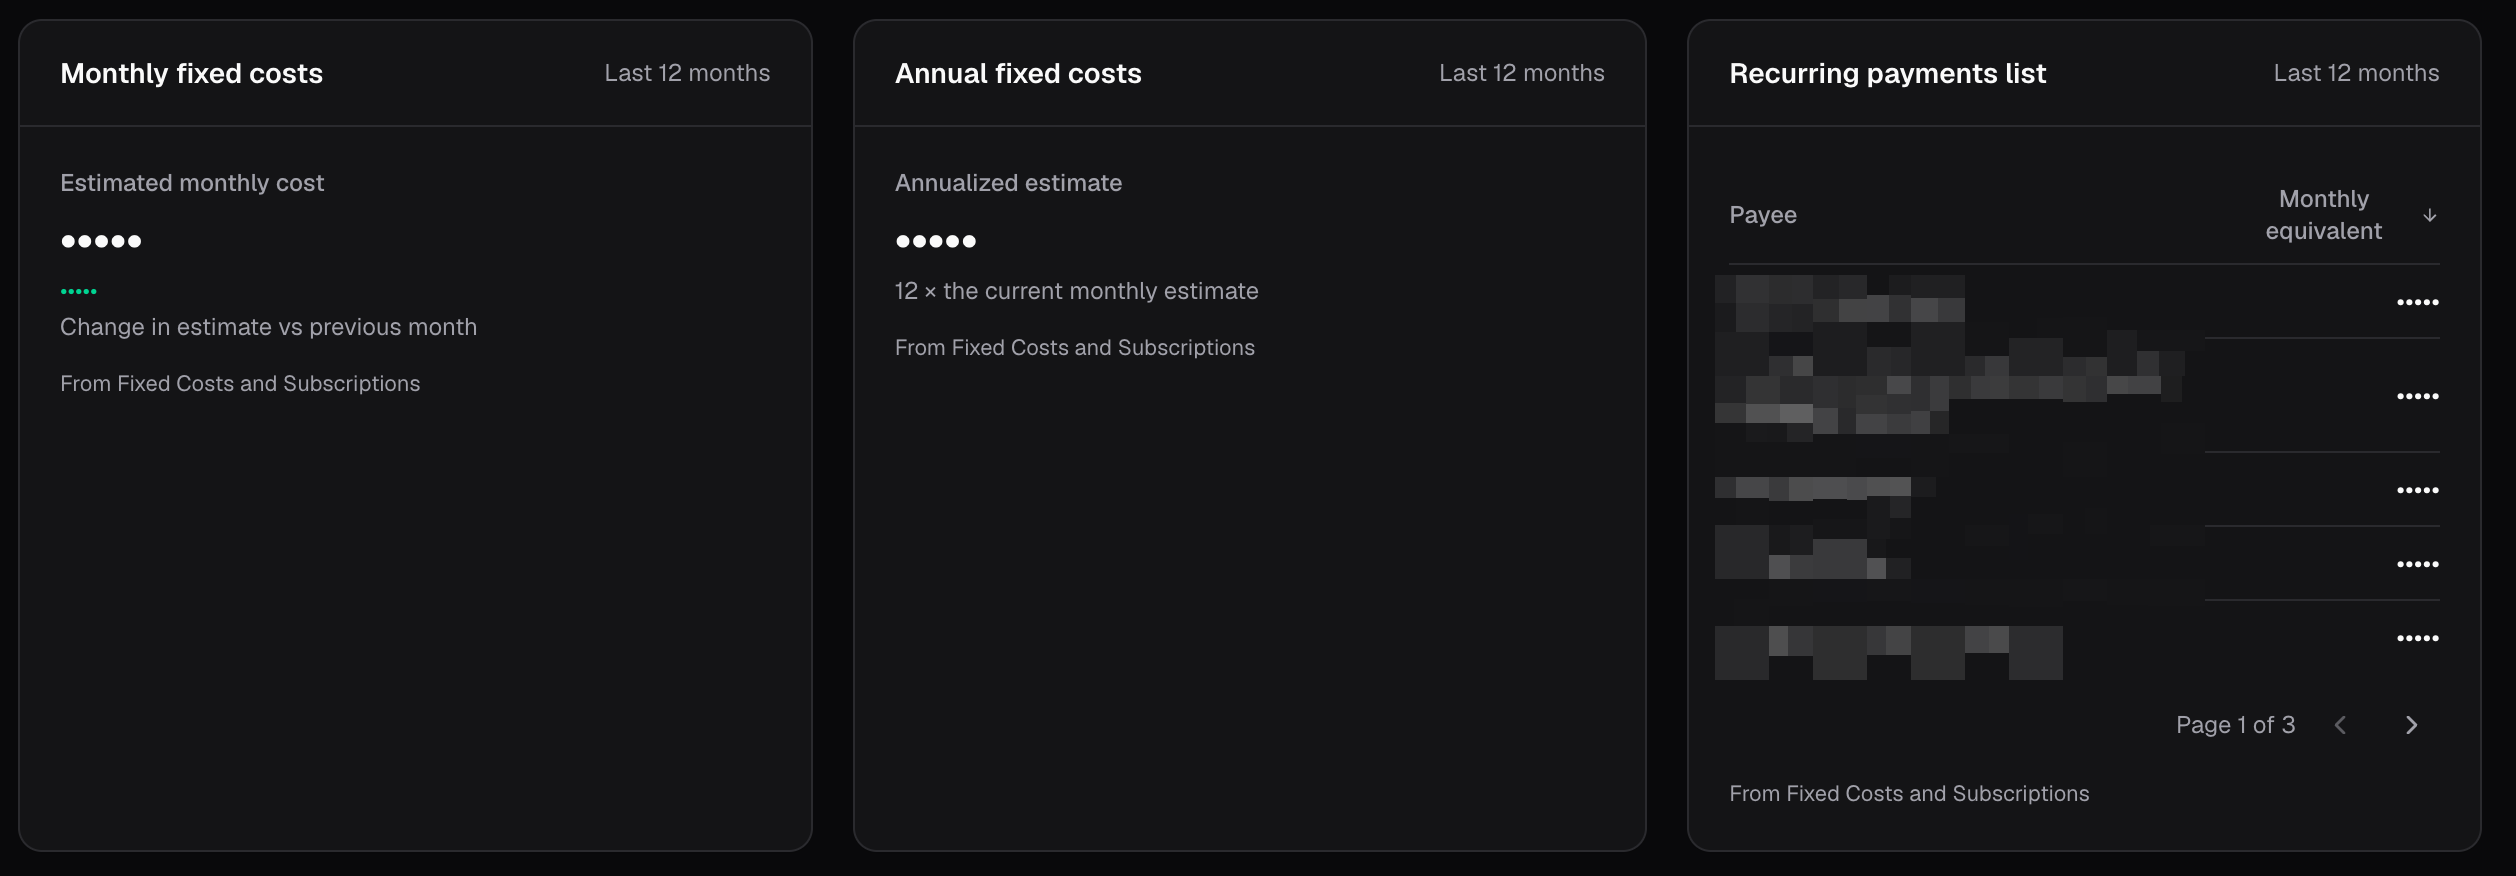 Monthly fixed costs
Last 12 months
Estimated monthly cost
•••••
•••••
Change in estimate vs previous month
From Fixed Costs and Subscriptions
Annual fixed costs
Last 12 months
Annualized estimate
•••••
12 × the current monthly estimate
From Fixed Costs and Subscriptions
Recurring payments list
Last 12 months
Payee
Monthly
equivalent ↓
•••••
•••••
•••••
•••••
•••••
Page 1 of 3
From Fixed Costs and Subscriptions